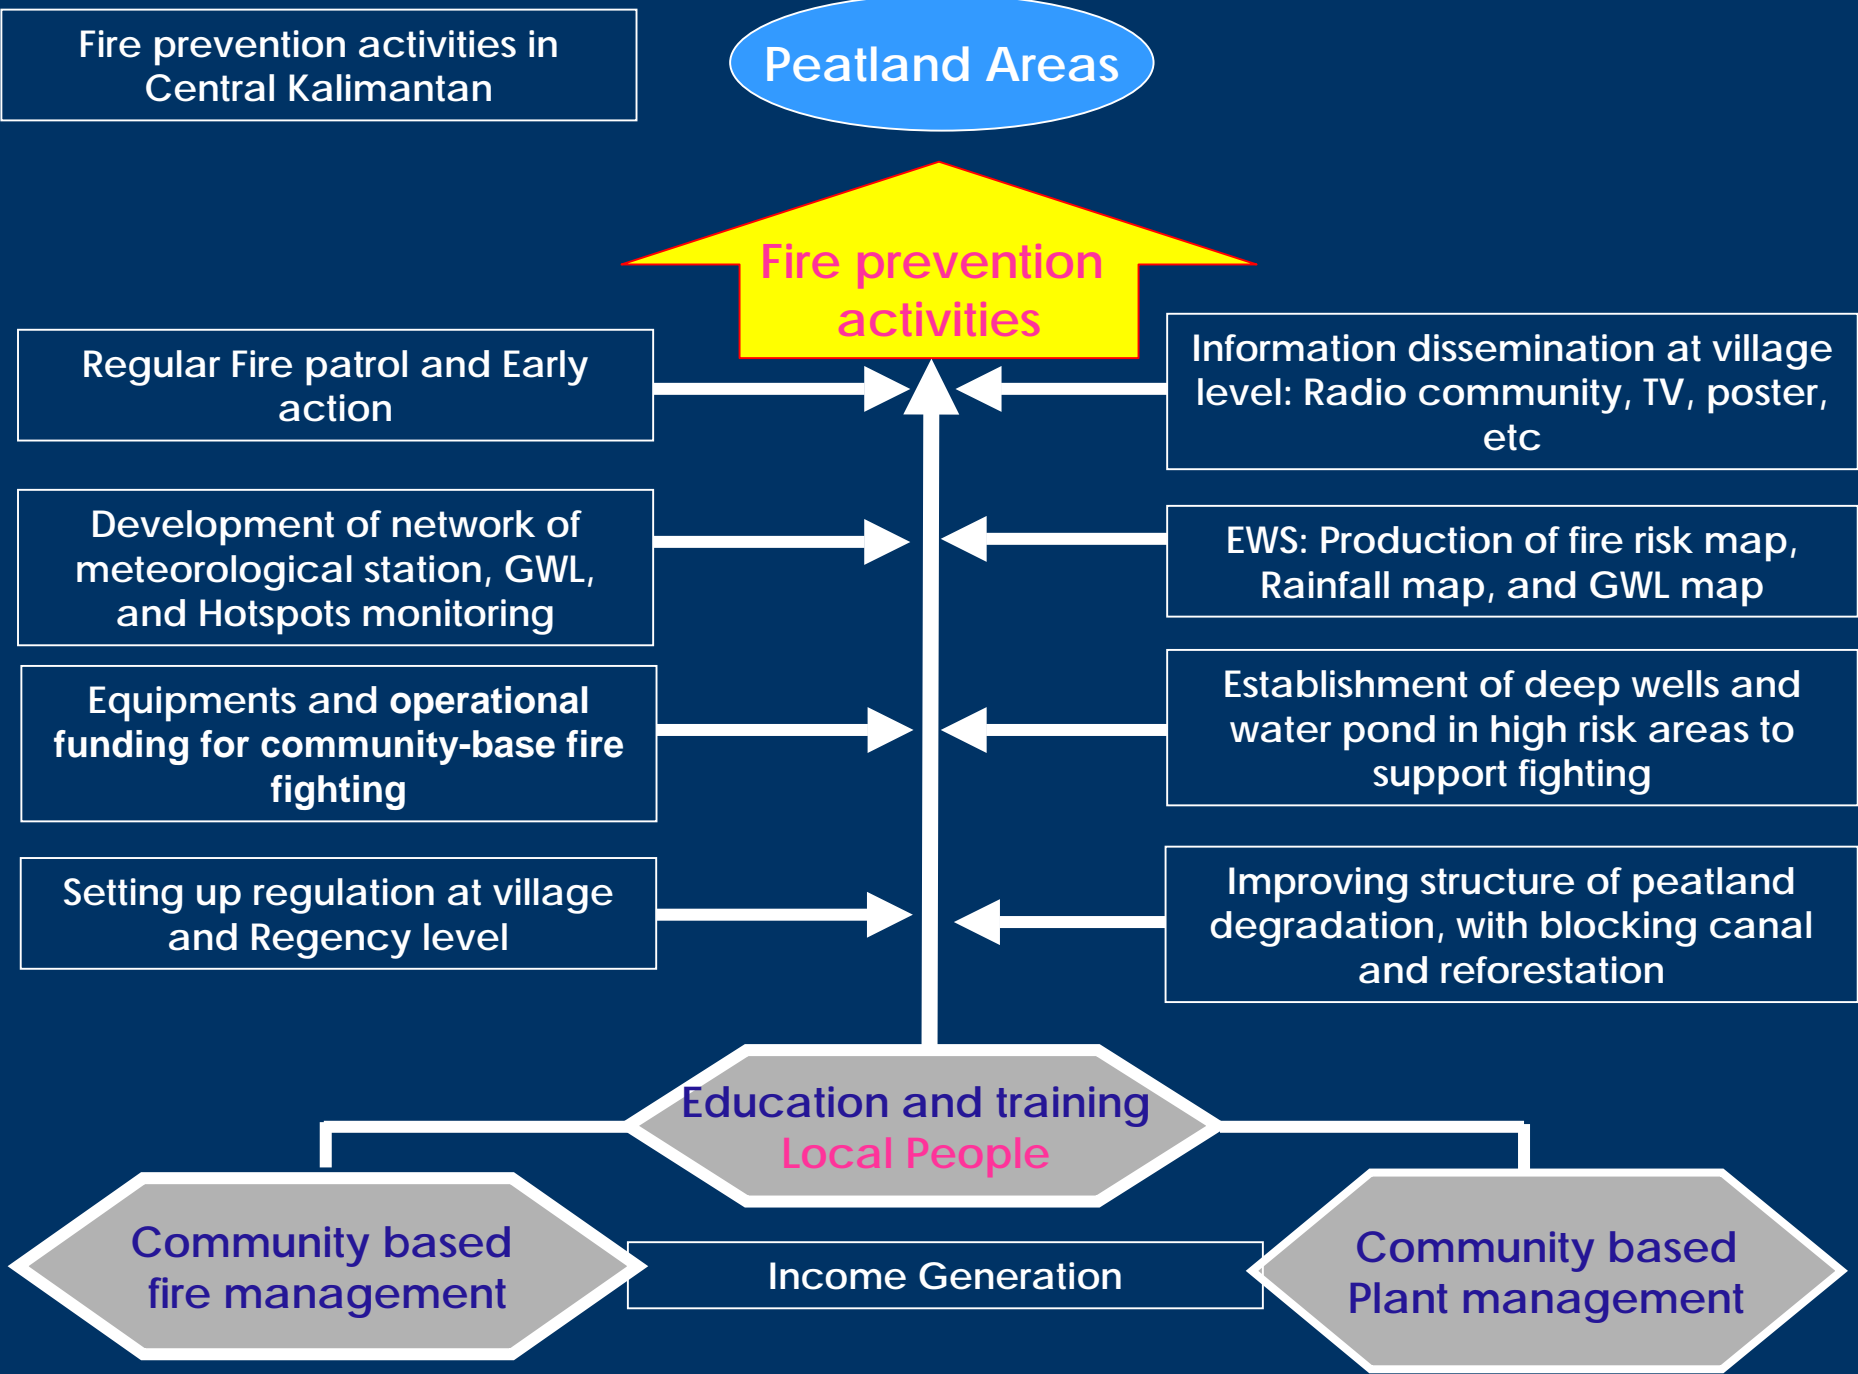 Fire prevention activities in
Central Kalimantan
Peatland Areas
Fire prevention
activities
Regular Fire patrol and Early
action
Information dissemination at village
level: Radio community, TV, poster,
etc
Development of network of
meteorological station, GWL,
and Hotspots monitoring
EWS: Production of fire risk map,
Rainfall map, and GWL map
Equipments and operational
funding for community-base fire
fighting
Establishment of deep wells and
water pond in high risk areas to
support fighting
Setting up regulation at village
and Regency level
Improving structure of peatland
degradation, with blocking canal
and reforestation
Education and training
Local People
Community based
fire management
Income Generation
Community based
Plant management